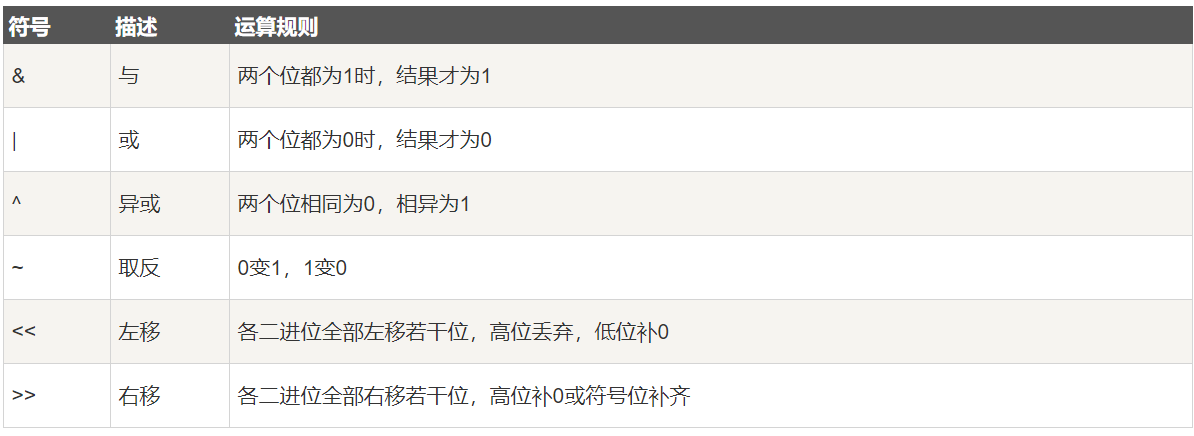 符号 描述 运算规则
& 与 两个位都为1时，结果才为1
| 或 两个位都为0时，结果才为0
^ 异或 两个位相同为0，相异为1
~ 取反 0变1，1变0
<< 左移 各二进位全部左移若干位，高位丢弃，低位补0
>> 右移 各二进位全部右移若干位，高位补0或符号位补齐